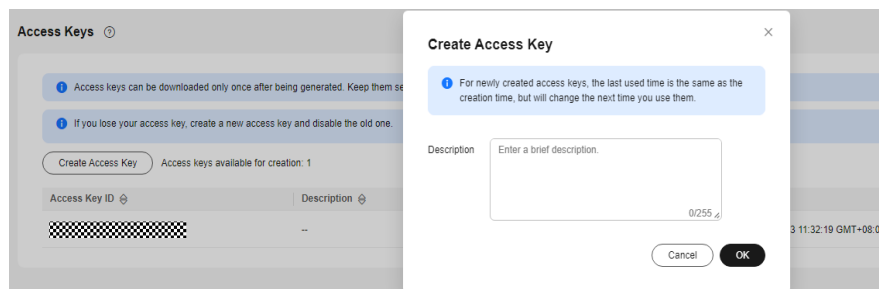 Access Keys
Access keys can be downloaded only once after being generated. Keep them se
If you lose your access key, create a new access key and disable the old one.
Create Access Key
Access keys available for creation: 1
Access Key ID
Description
--
3 11:32:19 GMT+08:0
Create Access Key
For newly created access keys, the last used time is the same as the
creation time, but will change the next time you use them.
Description
Enter a brief description.
0/255
Cancel
OK